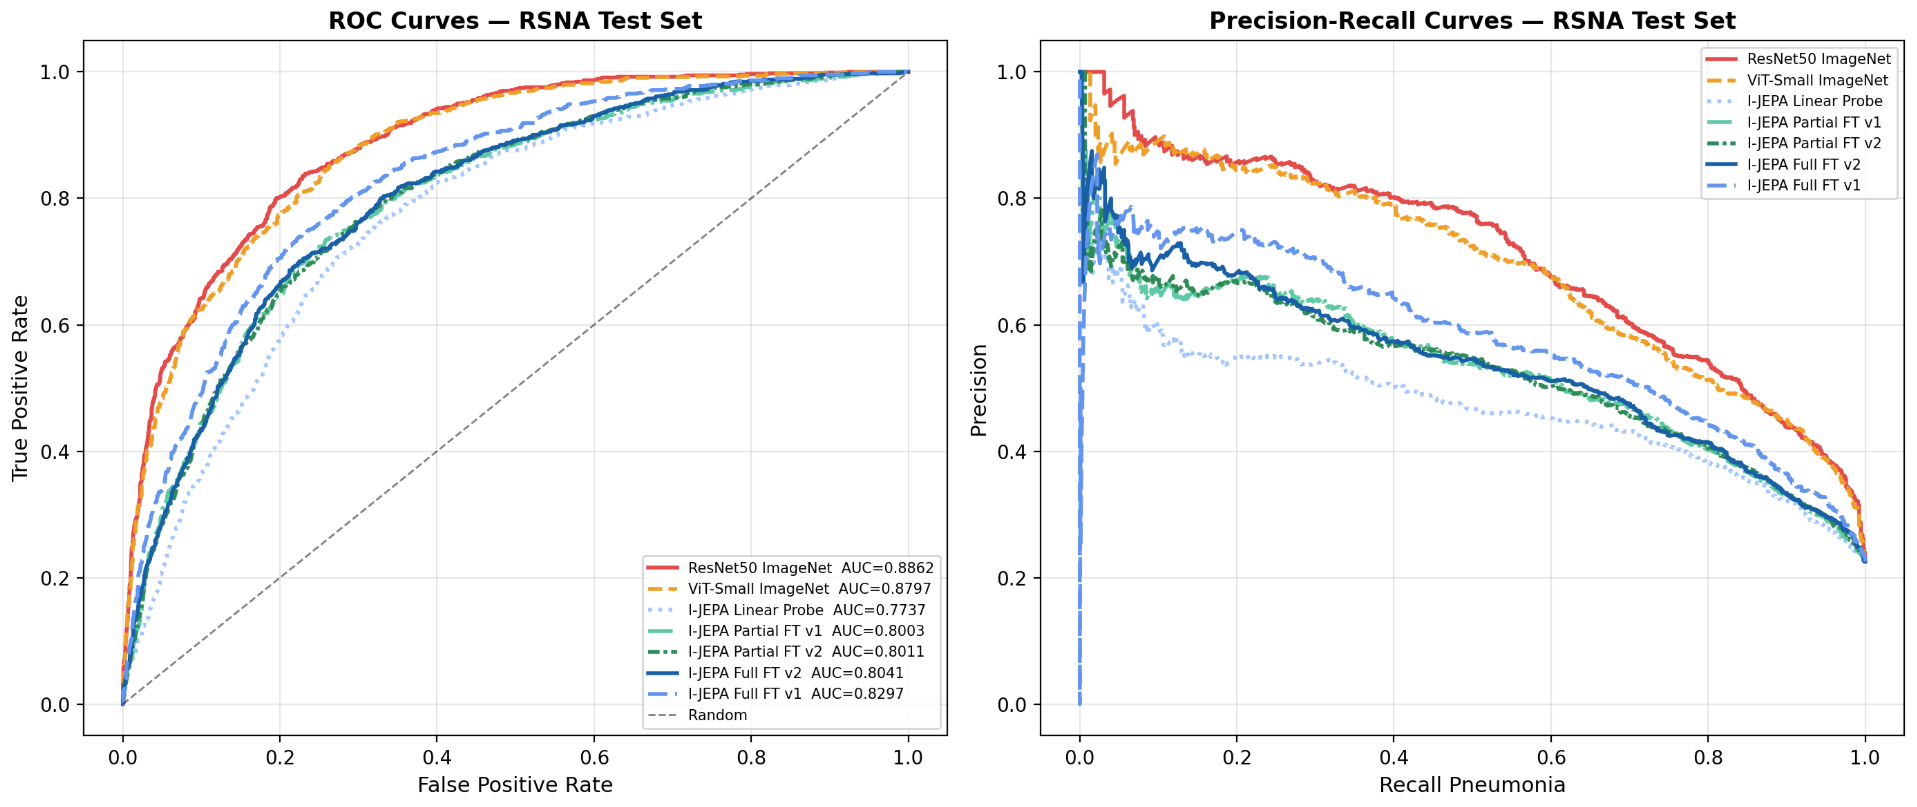 ROC Curves — RSNA Test Set
True Positive Rate
1.0
0.8
0.6
0.4
0.2
0.0
ResNet50 ImageNet AUC=0.8862
ViT-Small ImageNet AUC=0.8797
I-JEPA Linear Probe AUC=0.7737
I-JEPA Partial FT v1 AUC=0.8003
I-JEPA Partial FT v2 AUC=0.8011
I-JEPA Full FT v2 AUC=0.8041
I-JEPA Full FT v1 AUC=0.8297
Random
0.0 0.2 0.4 0.6 0.8 1.0
False Positive Rate
Precision-Recall Curves — RSNA Test Set
Precision
1.0
0.8
0.6
0.4
0.2
0.0
ResNet50 ImageNet
ViT-Small ImageNet
I-JEPA Linear Probe
I-JEPA Partial FT v1
I-JEPA Partial FT v2
I-JEPA Full FT v2
I-JEPA Full FT v1
0.0 0.2 0.4 0.6 0.8 1.0
Recall Pneumonia